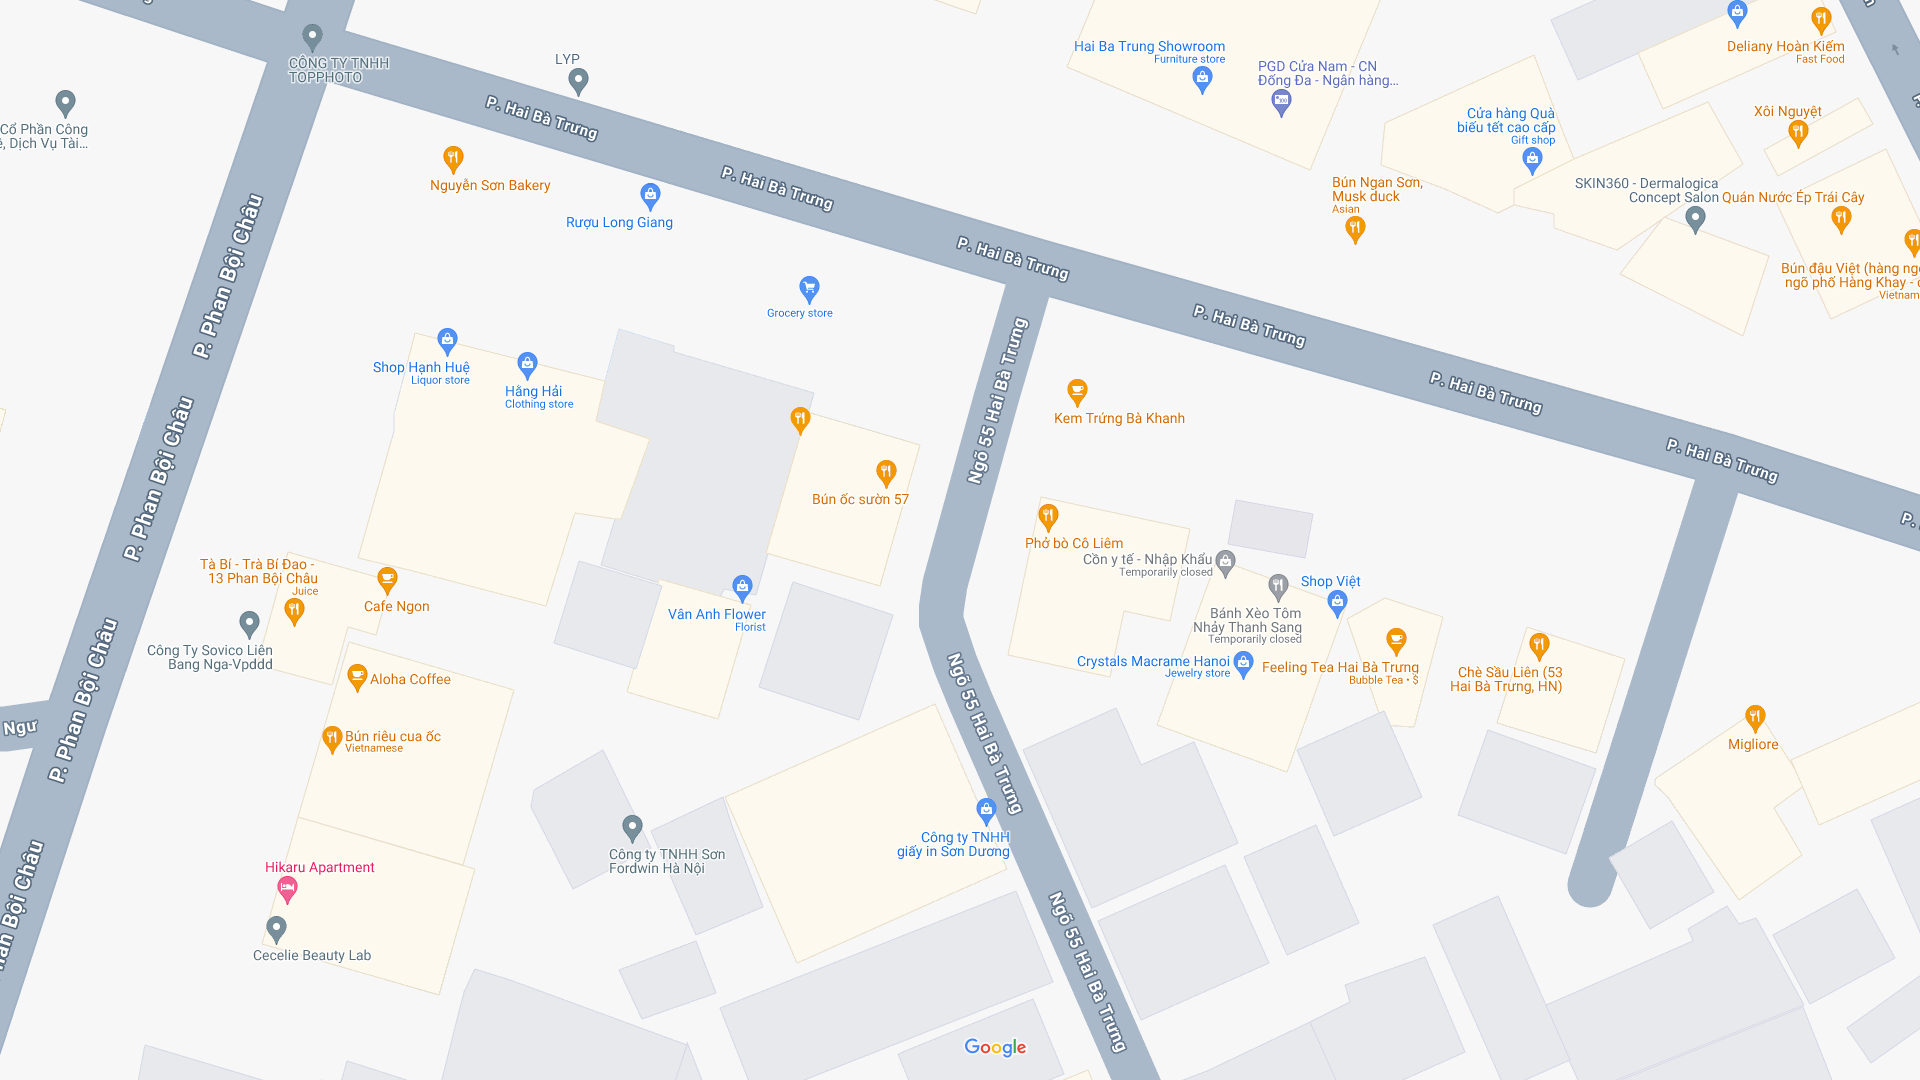 CÔNG TY TNHH
TOPPHOTO
LYP
P. Hai Bà Trưng
Hai Ba Trung Showroom
Furniture store
PGD Cửa Nam - CN
Đống Đa - Ngân hàng...
Deliany Hoàn Kiếm
Fast Food
Cổ Phần Công
, Dịch Vụ Tài...
Cửa hàng Quà
biếu tết cao cấp
Gift shop
Xôi Nguyệt
Nguyễn Sơn Bakery
Rượu Long Giang
P. Hai Bà Trưng
Bún Ngan Sơn,
Musk duck
Asian
SKIN360 - Dermalogica
Concept Salon
Quán Nước Ép Trái Cây
P. Phan Bội Châu
P. Hai Bà Trưng
Bún đậu Việt (hàng ngo
ngõ phố Hàng Khay - c
Vietnam
Grocery store
P. Hai Bà Trưng
Shop Hạnh Huệ
Liquor store
Hằng Hải
Clothing store
Ngõ 55 Hai Bà Trưng
Kem Trứng Bà Khanh
P. Hai Bà Trưng
P. Phan Bội Châu
P. Hai Bà Trưng
P.
Bún ốc sườn 57
Phở bò Cô Liêm
Cồn y tế - Nhập Khẩu
Temporarily closed
Tà Bí - Trà Bí Đao -
13 Phan Bội Châu
Juice
Cafe Ngon
Vân Anh Flower
Florist
Shop Việt
Bánh Xèo Tôm
Nhảy Thanh Sang
Temporarily closed
Công Ty Sovico Liên
Bang Nga-Vpddd
Crystals Macrame Hanoi
Jewelry store
Feeling Tea Hai Bà Trưng
Bubble Tea • $
Chè Sầu Liên (53
Hai Bà Trưng, HN)
Aloha Coffee
P. Phan Bội Châu
Ngư
Bún riêu cua ốc
Vietnamese
Ngõ 55 Hai Bà Trưng
Migliore
Công ty TNHH
giấy in Sơn Dương
Công ty TNHH Sơn
Fordwin Hà Nội
Hikaru Apartment
han Bội Châu
Cecelie Beauty Lab
Ngõ 55 Hai Bà Trưng
Google